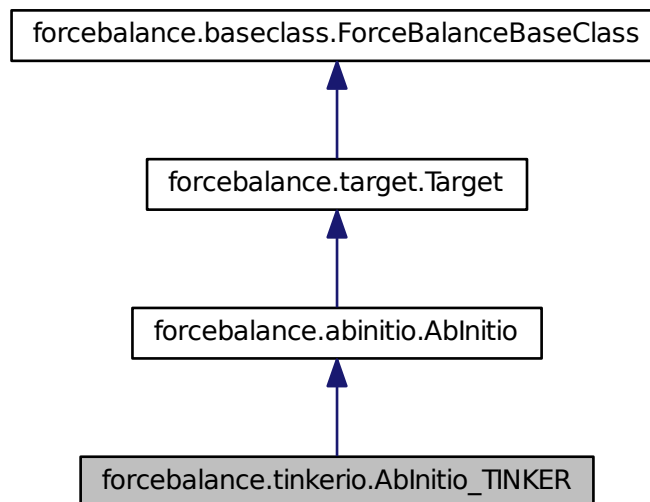 forcebalance.baseclass.ForceBalanceBaseClass
forcebalance.target.Target
forcebalance.abinitio.AbInitio
forcebalance.tinkerio.AbInitio_TINKER